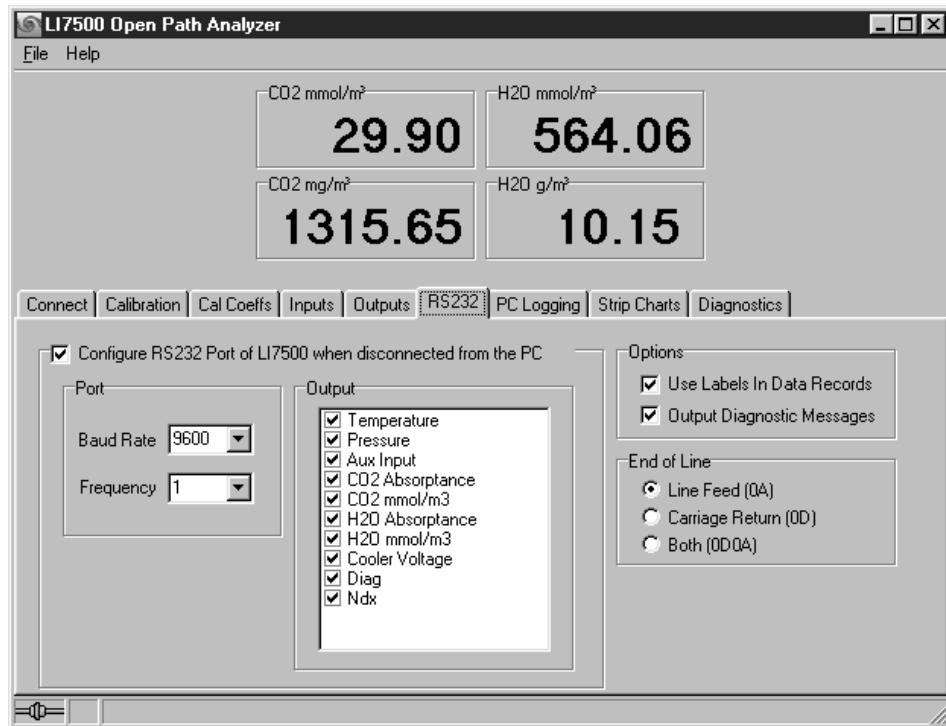 LI7500 Open Path Analyzer
File Help
CO2 mmol/m³ H2O mmol/m³
29.90 564.06
CO2 mg/m³ H2O g/m³
1315.65 10.15
Connect Calibration Cal Coeffs Inputs Outputs RS232 PC Logging Strip Charts Diagnostics
Configure RS232 Port of LI7500 when disconnected from the PC
Port
Baud Rate 9600
Frequency 1
Output
Temperature
Pressure
Aux Input
CO2 Absorptance
CO2 mmol/m3
H2O Absorptance
H2O mmol/m3
Cooler Voltage
Diag
Ndx
Options
Use Labels In Data Records
Output Diagnostic Messages
End of Line
Line Feed (0A)
Carriage Return (0D)
Both (0D0A)